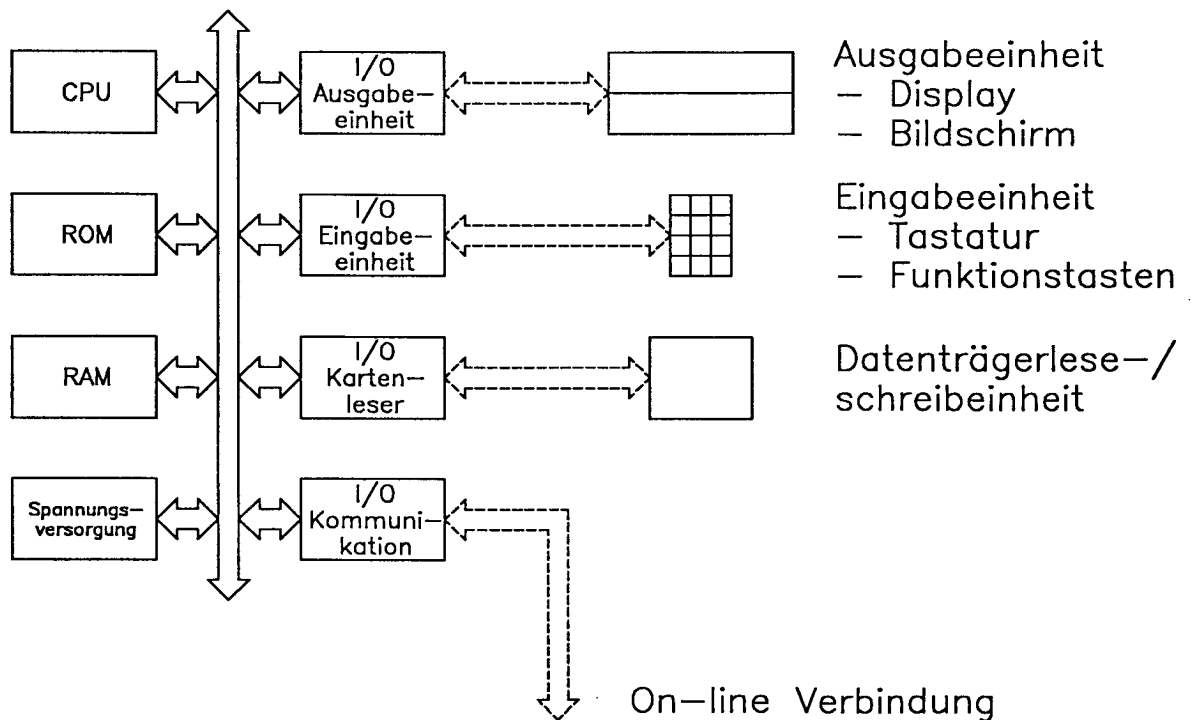 CPU
I/O
Ausgabe-
einheit
Ausgabeeinheit
– Display
– Bildschirm
ROM
I/O
Eingabe-
einheit
Eingabeeinheit
– Tastatur
– Funktionstasten
RAM
I/O
Karten-
leser
Datenträgerlese-/
schreibeinheit
Spannungs-
versorgung
I/O
Kommuni-
kation
On-line Verbindung